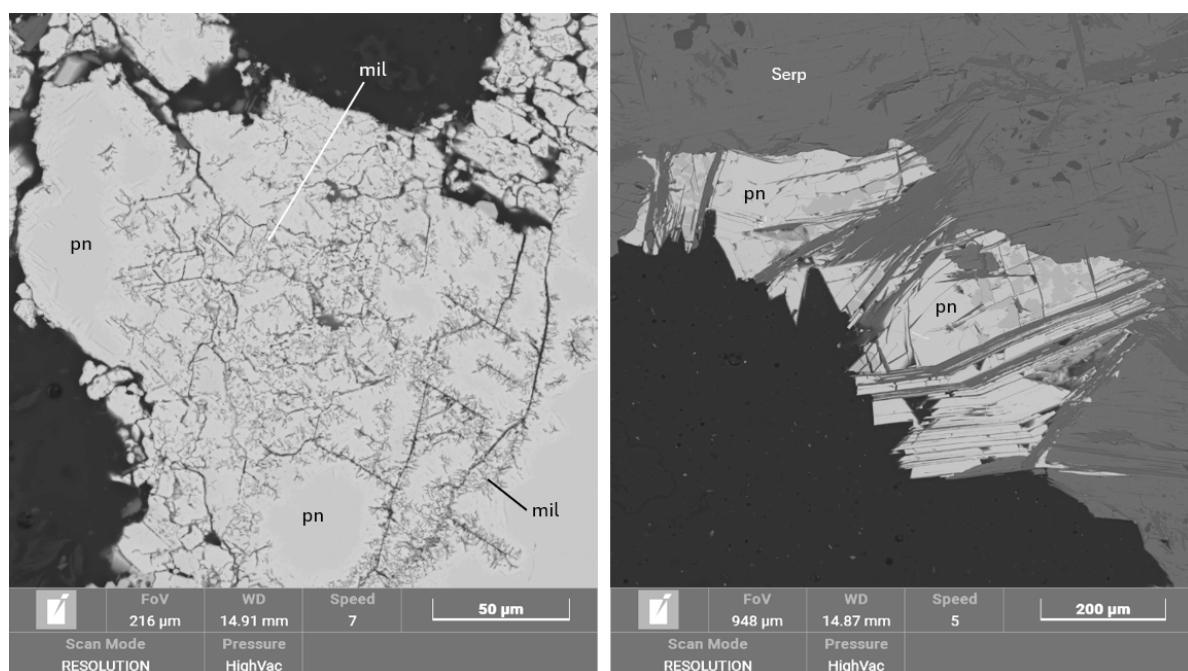 mil
pn
pn
mil
FoV
WD
Speed
216 µm
14.91 mm
7
50 µm
Scan Mode
Pressure
RESOLUTION
HighVac
Serp
pn
pn
FoV
WD
Speed
948 µm
14.87 mm
5
200 µm
Scan Mode
Pressure
RESOLUTION
HighVac